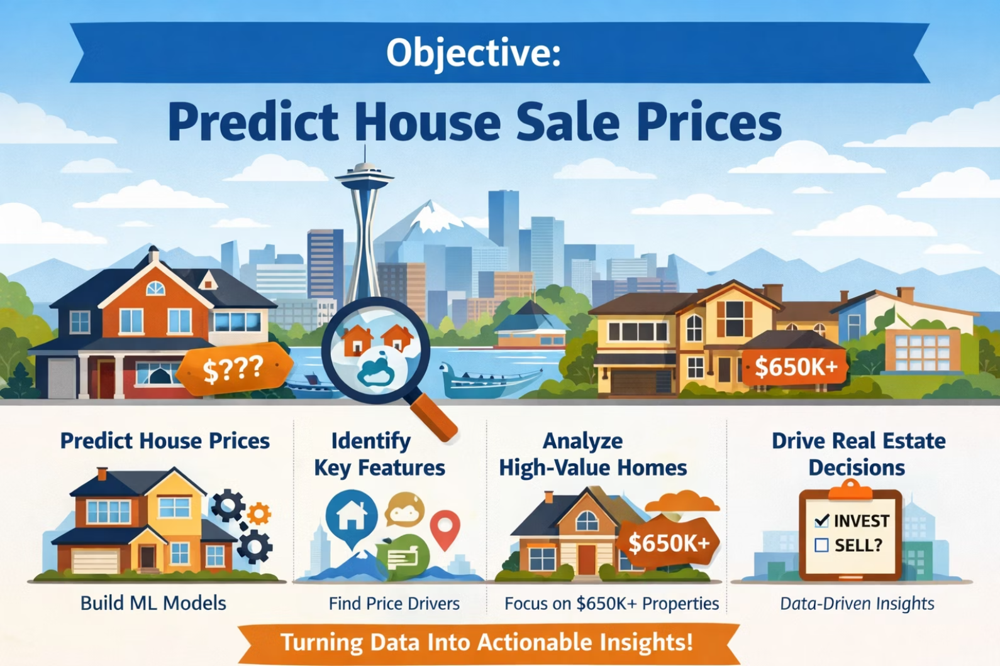 Objective:
Predict House Sale Prices
$???
$650K+
Predict House Prices
Build ML Models
Identify
Key Features
Find Price Drivers
Analyze
High-Value Homes
$650K+
Focus on $650K+ Properties
Drive Real Estate
Decisions
INVEST
SELL?
Data-Driven Insights
Turning Data Into Actionable Insights!